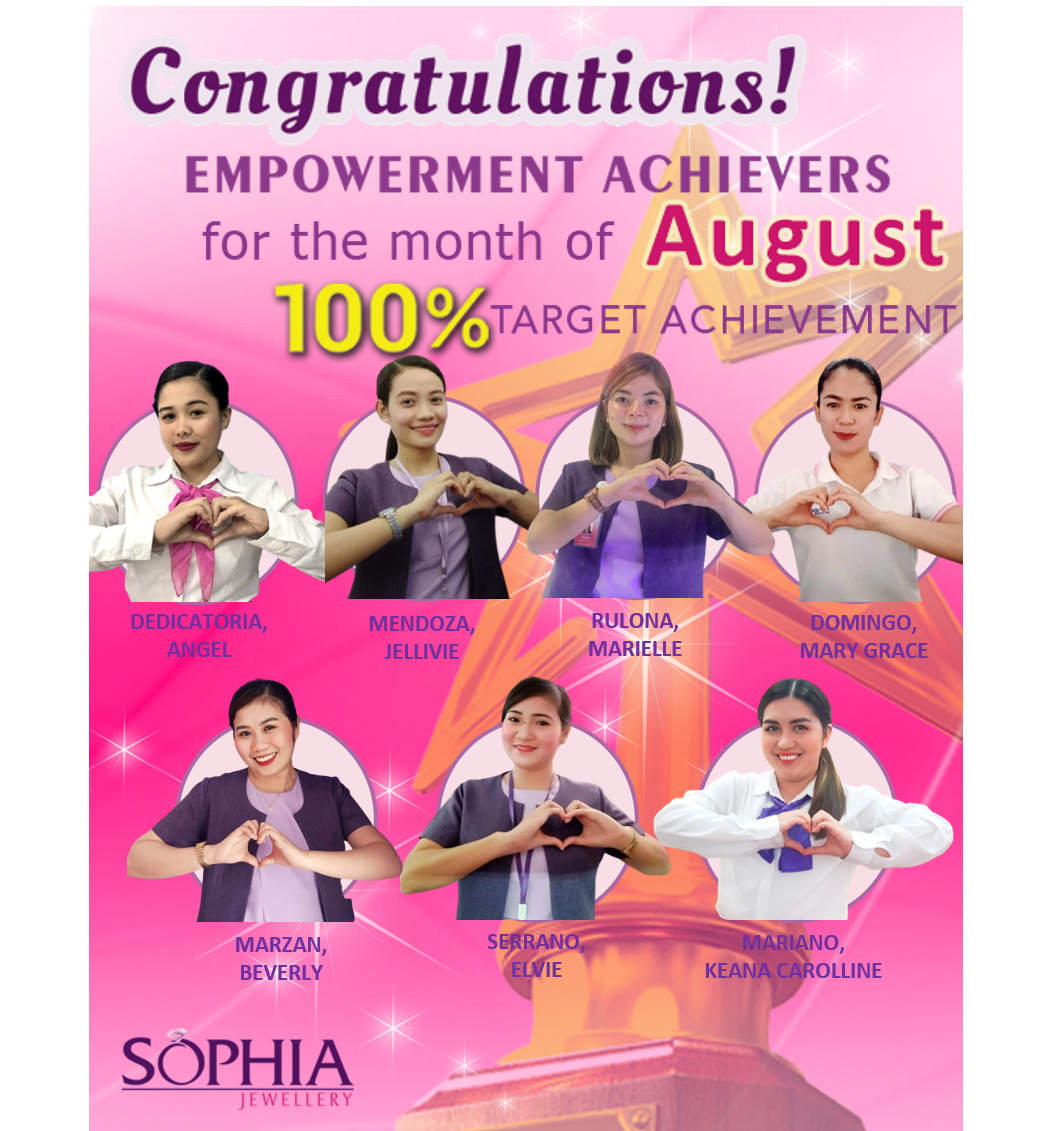 Congratulations!
EMPOWERMENT ACHIEVERS
for the month of August
100% TARGET ACHIEVEMENT
DEDICATORIA,
ANGEL
MENDOZA,
JELLIVIE
RULONA,
MARIELLE
DOMINGO,
MARY GRACE
MARZAN,
BEVERLY
SERRANO,
ELVIE
MARIANO,
KEANA CAROLLINE
SOPHIA
JEWELLERY